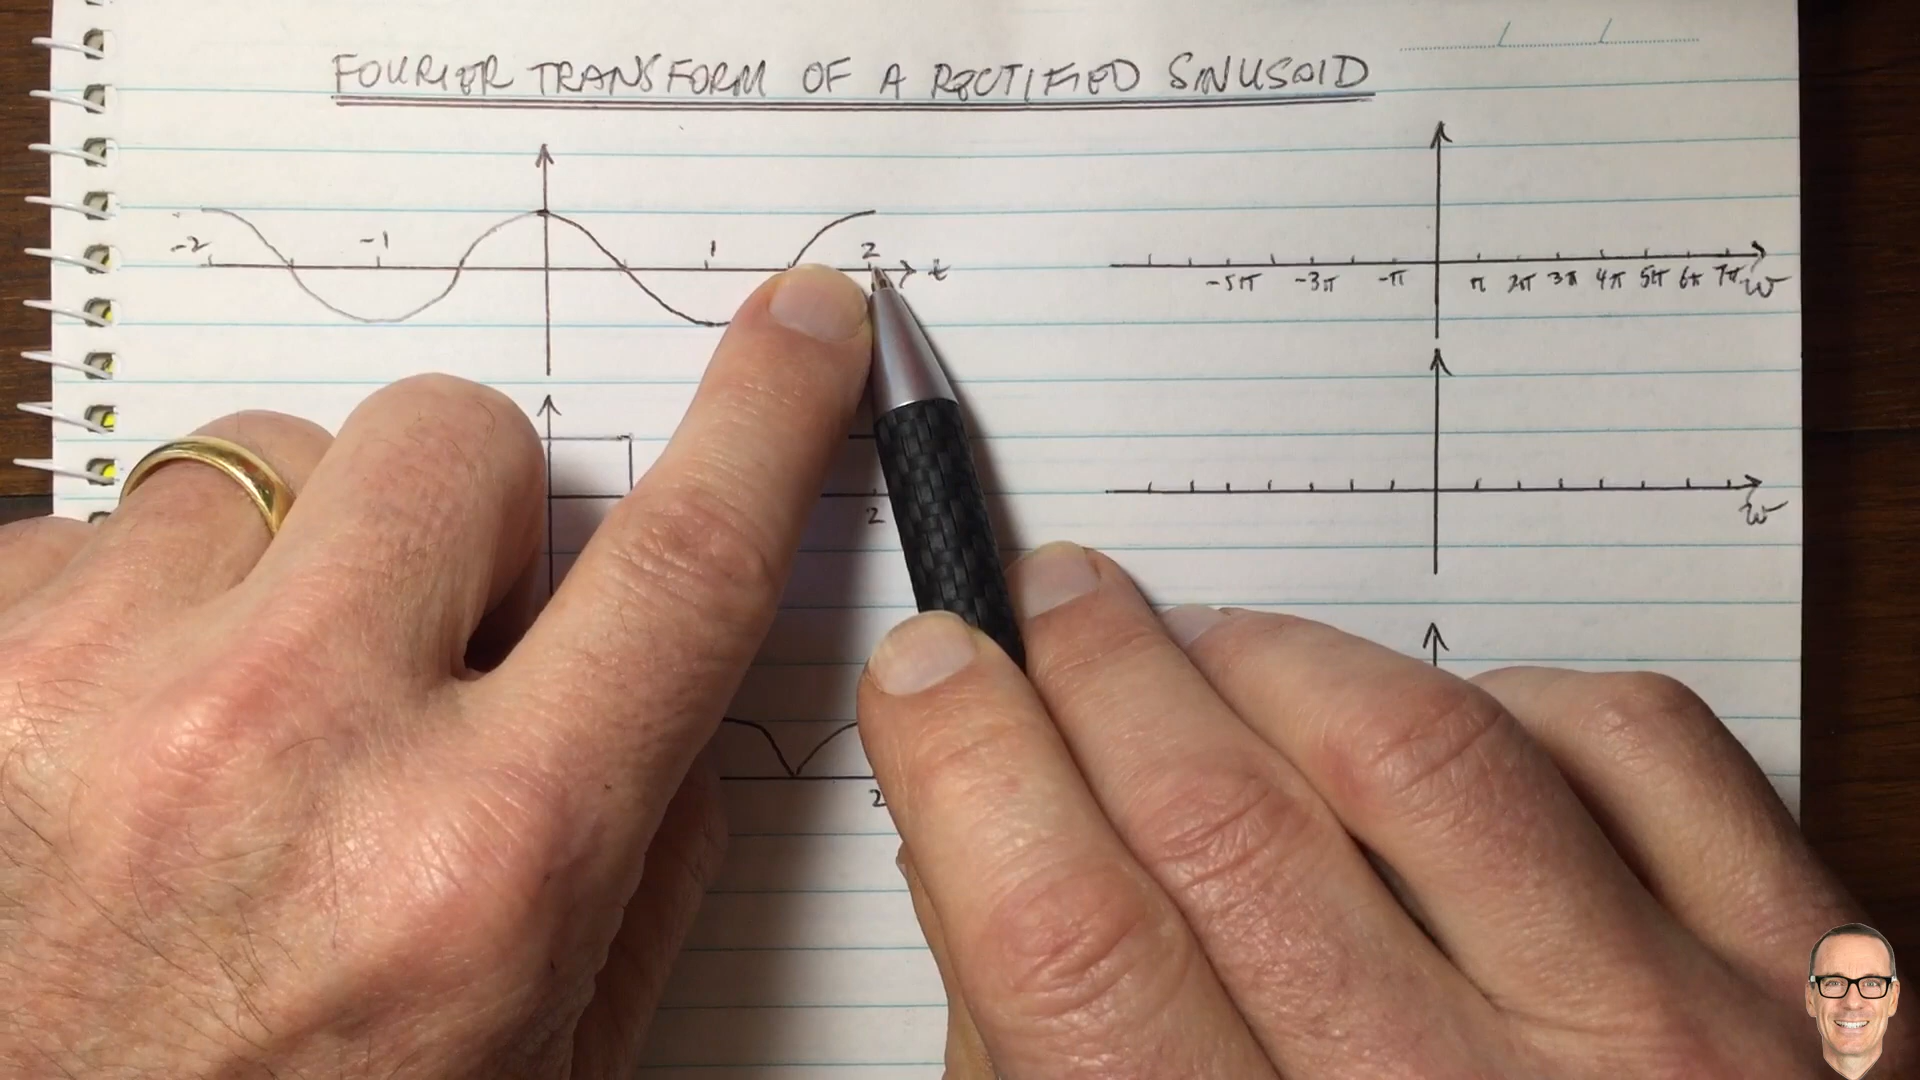 FOURIER TRANSFORM OF A RECTIFIED SINUSOID
-2 -1 1 2 t
-5π -3π -π π 2π 3π 4π 5π 6π 7π ω
2 ω
2